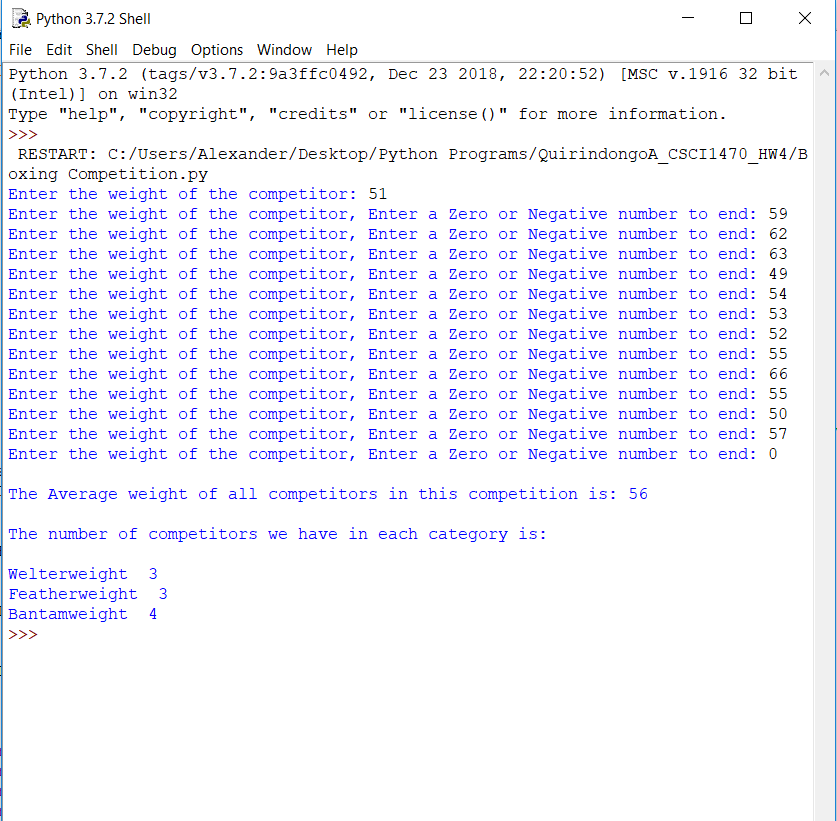 Python 3.7.2 Shell
File Edit Shell Debug Options Window Help
Python 3.7.2 (tags/v3.7.2:9a3ffc0492, Dec 23 2018, 22:20:52) [MSC v.1916 32 bit
(Intel)] on win32
Type "help", "copyright", "credits" or "license()" for more information.
>>>
 RESTART: C:/Users/Alexander/Desktop/Python Programs/QuirindongoA_CSCI1470_HW4/B
oxing Competition.py
Enter the weight of the competitor: 51
Enter the weight of the competitor, Enter a Zero or Negative number to end: 59
Enter the weight of the competitor, Enter a Zero or Negative number to end: 62
Enter the weight of the competitor, Enter a Zero or Negative number to end: 63
Enter the weight of the competitor, Enter a Zero or Negative number to end: 49
Enter the weight of the competitor, Enter a Zero or Negative number to end: 54
Enter the weight of the competitor, Enter a Zero or Negative number to end: 53
Enter the weight of the competitor, Enter a Zero or Negative number to end: 52
Enter the weight of the competitor, Enter a Zero or Negative number to end: 55
Enter the weight of the competitor, Enter a Zero or Negative number to end: 66
Enter the weight of the competitor, Enter a Zero or Negative number to end: 55
Enter the weight of the competitor, Enter a Zero or Negative number to end: 50
Enter the weight of the competitor, Enter a Zero or Negative number to end: 57
Enter the weight of the competitor, Enter a Zero or Negative number to end: 0
The Average weight of all competitors in this competition is: 56
The number of competitors we have in each category is:
Welterweight  3
Featherweight  3
Bantamweight  4
>>>